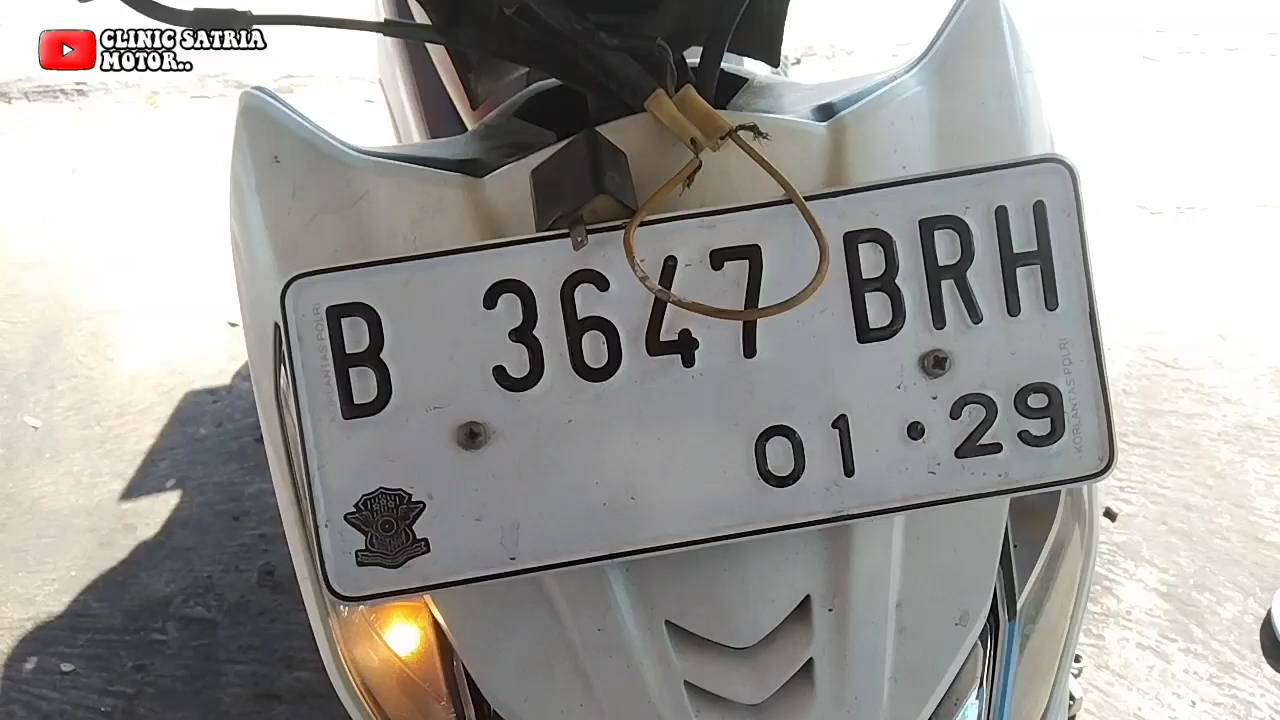 CLINIC SATRIA
MOTOR..
B 3647 BRH
01 · 29
KORLANTAS POLRI
KORLANTAS POLRI